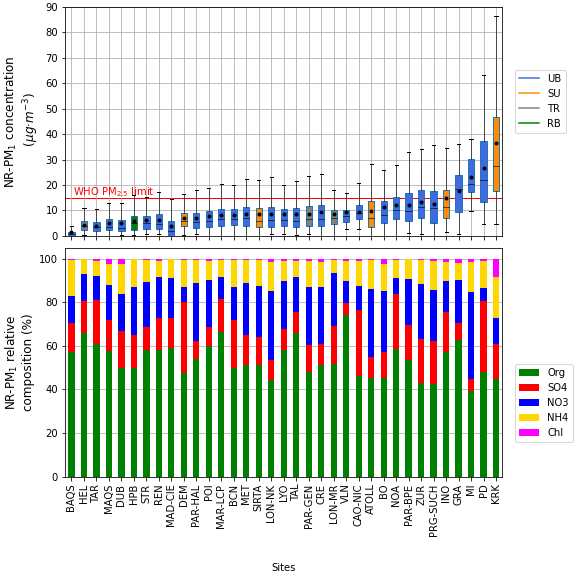 90
80
70
60
50
40
30
20
10
0
NR-PM1 concentration
(μg·m−3)
WHO PM2.5 limit
UB
SU
TR
RB
100
80
60
40
20
0
NR-PM1 relative
composition (%)
Org
SO4
NO3
NH4
Chl
BAQS
HEL
TAR
MAQS
DUB
HPB
STR
REN
MAD-CIE
DEM
PAR-HAL
POI
MAR-LCP
BCN
MET
SIRTA
LON-NK
LYO
TAL
PAR-GEN
CRE
LON-MR
VLN
CAO-NIC
ATOLL
BO
NOA
PAR-BPE
ZUR
PRG-SUCH
INO
GRA
MI
PD
KRK
Sites